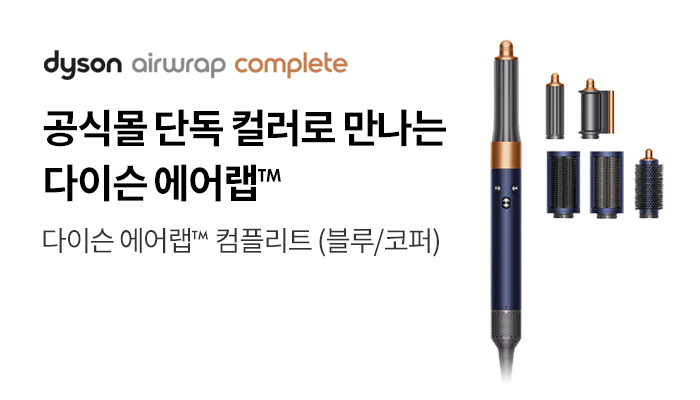 dyson airwrap complete
공식몰 단독 컬러로 만나는
다이슨 에어랩™
다이슨 에어랩™ 컴플리트 (블루/코퍼)